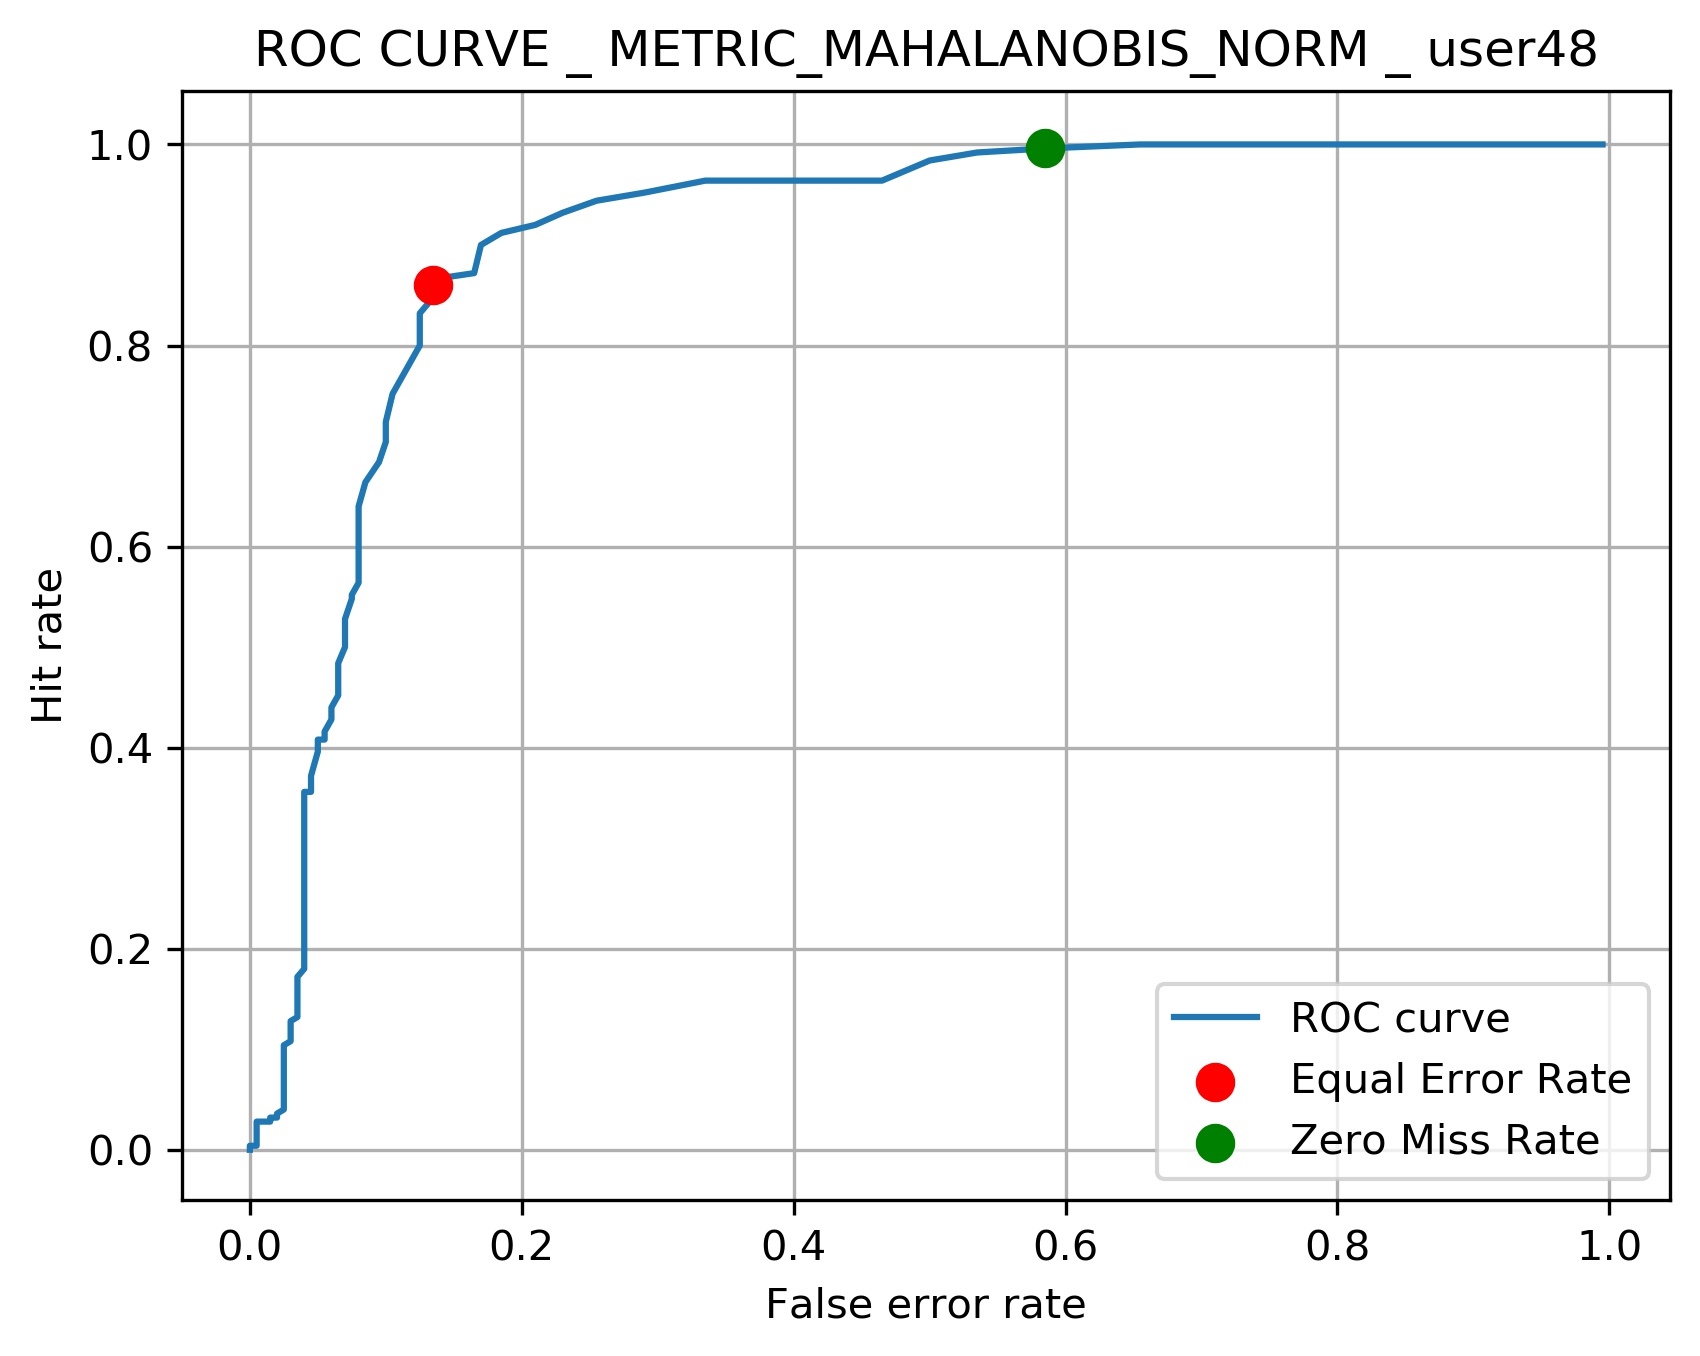 ROC CURVE _ METRIC_MAHALANOBIS_NORM _ user48
1.0
0.8
0.6
0.4
0.2
0.0
Hit rate
ROC curve
Equal Error Rate
Zero Miss Rate
0.0 0.2 0.4 0.6 0.8 1.0
False error rate